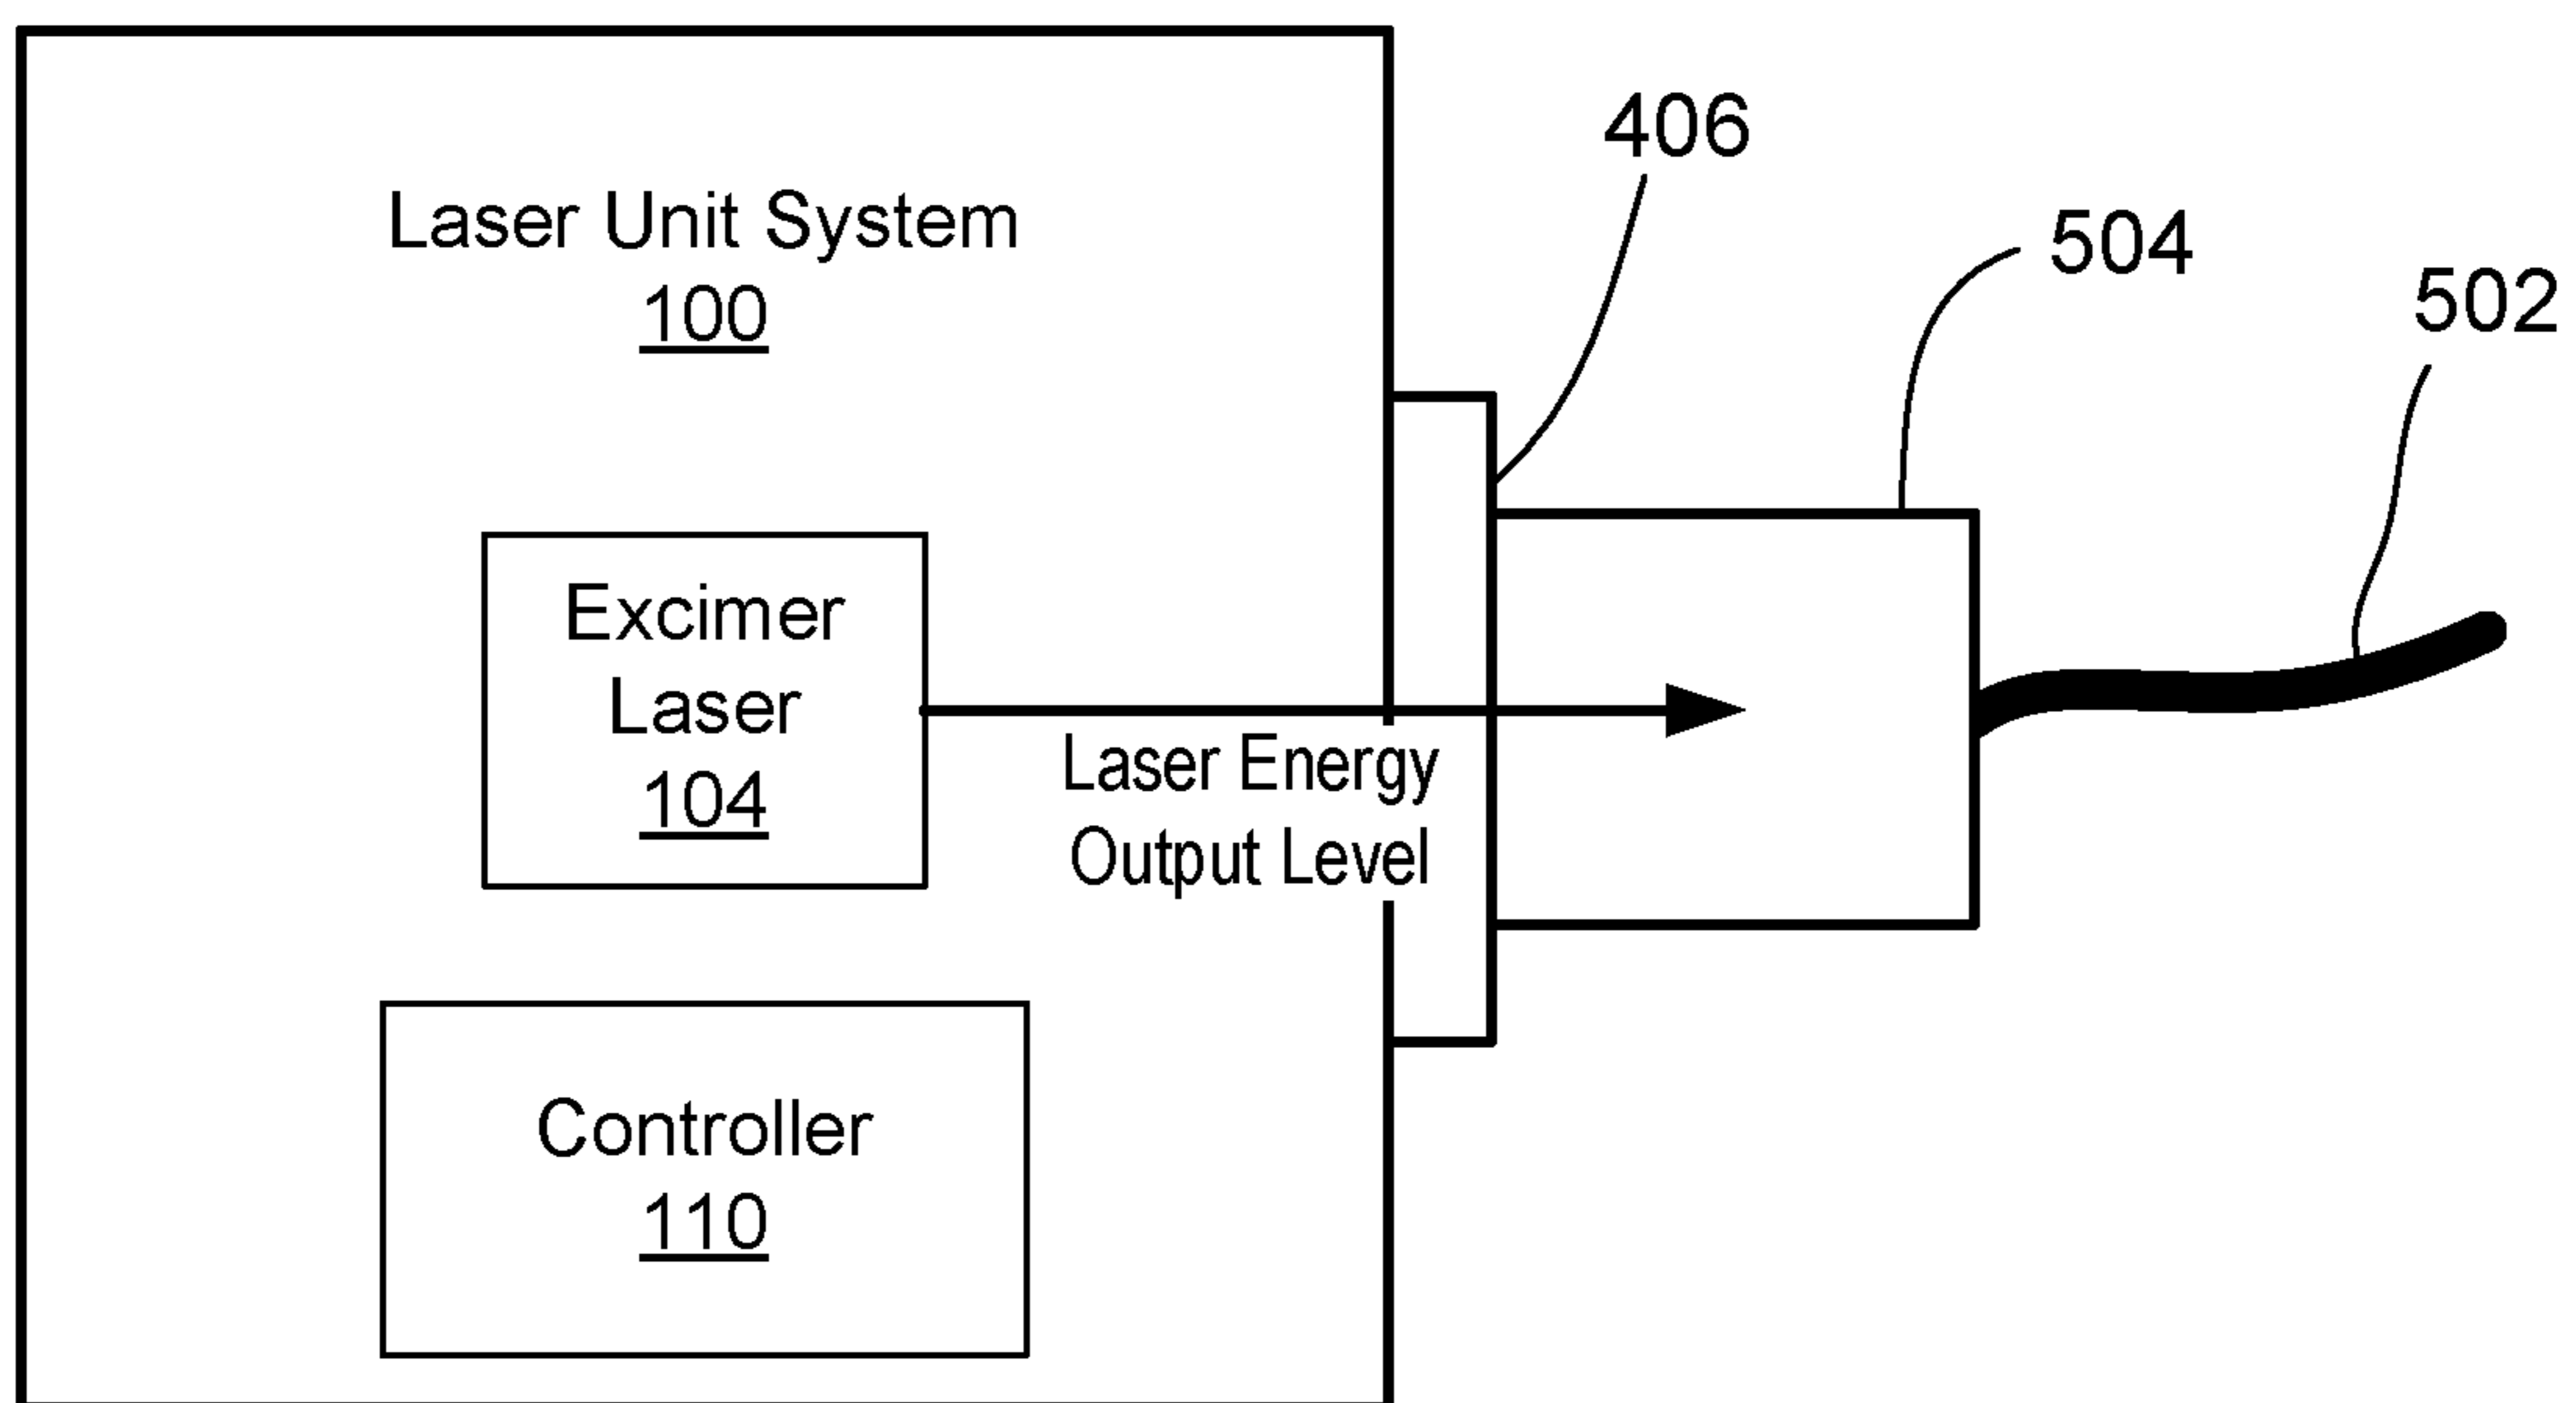 Laser Unit System
100
406
504
502
Excimer
Laser
104
Laser Energy
Output Level
Controller
110